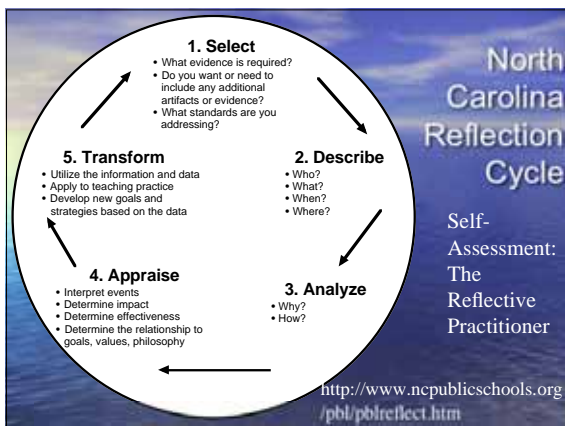 1. Select
• What evidence is required?
• Do you want or need to
include any additional
artifacts or evidence?
• What standards are you
addressing?
2. Describe
• Who?
• What?
• When?
• Where?
3. Analyze
• Why?
• How?
4. Appraise
• Interpret events
• Determine impact
• Determine effectiveness
• Determine the relationship to
goals, values, philosophy
5. Transform
• Utilize the information and data
• Apply to teaching practice
• Develop new goals and
strategies based on the data
North
Carolina
Reflection
Cycle
Self-
Assessment:
The
Reflective
Practitioner
http://www.ncpublicschools.org
/pbl/pblreflect.htm